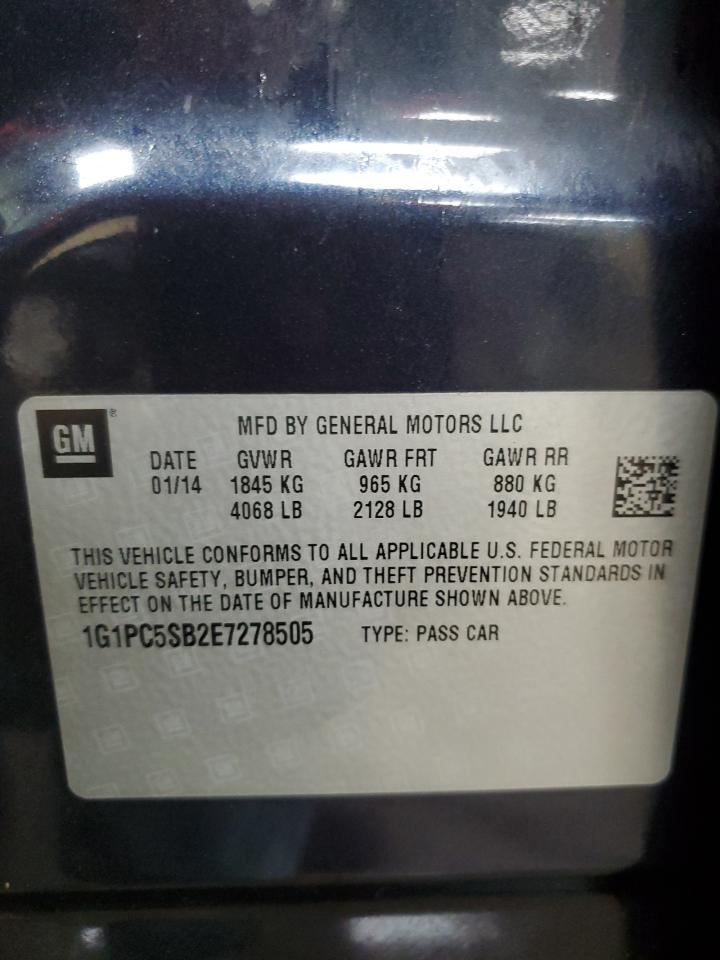 GM ®
MFD BY GENERAL MOTORS LLC
DATE GVWR GAWR FRT GAWR RR
01/14 1845 KG 965 KG 880 KG
4068 LB 2128 LB 1940 LB
THIS VEHICLE CONFORMS TO ALL APPLICABLE U.S. FEDERAL MOTOR
VEHICLE SAFETY, BUMPER, AND THEFT PREVENTION STANDARDS IN
EFFECT ON THE DATE OF MANUFACTURE SHOWN ABOVE.
1G1PC5SB2E7278505 TYPE: PASS CAR